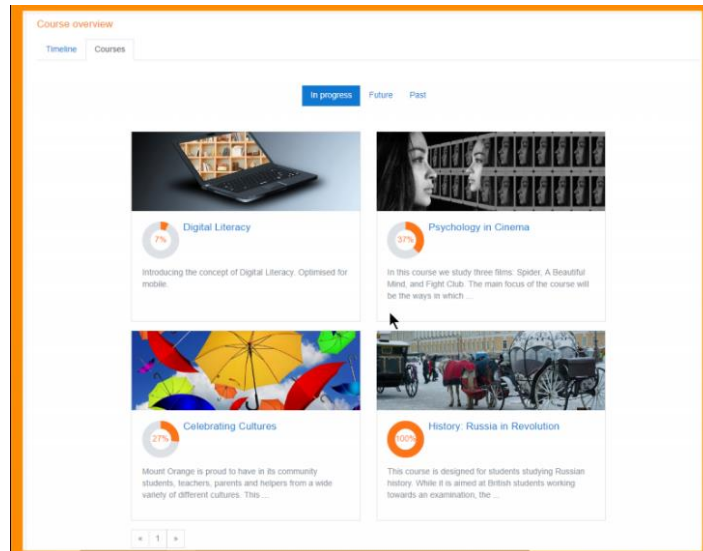 Course overview
Timeline Courses
In progress Future Past
7%
Digital Literacy
Introducing the concept of Digital Literacy. Optimised for
mobile.
37%
Psychology in Cinema
In this course we study three films: Spider, A Beautiful
Mind, and Fight Club. The main focus of the course will
be the ways in which ...
27%
Celebrating Cultures
Mount Orange is proud to have in its community
students, teachers, parents and helpers from a wide
variety of different cultures. This ...
100%
History: Russia in Revolution
This course is designed for students studying Russian
history. While it is aimed at British students working
towards an examination, the ...
« 1 »